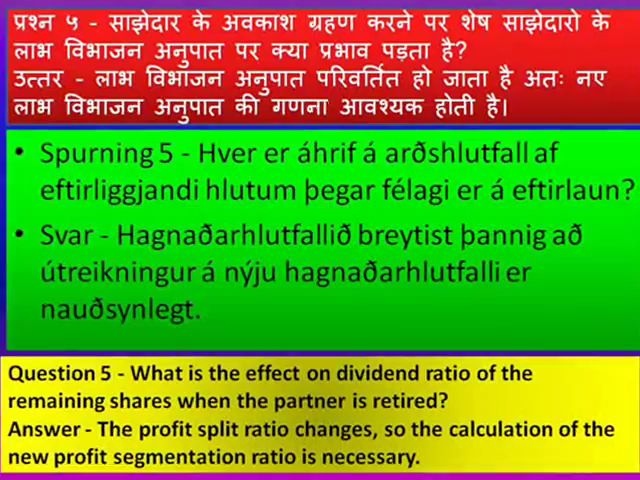 प्रश्न ५ - साझेदार के अवकाश ग्रहण करने पर शेष साझेदारो के
लाभ विभाजन अनुपात पर क्या प्रभाव पड़ता है?
उत्तर - लाभ विभाजन अनुपात परिवर्तित हो जाता है अतः नए
लाभ विभाजन अनुपात की गणना आवश्यक होती है।
• Spurning 5 - Hver er áhrif á arðshlutfall af
eftirliggjandi hlutum þegar félagi er á eftirlaun?
• Svar - Hagnaðarhlutfallið breytist þannig að
útreikningur á nýju hagnaðarhlutfalli er
nauðsynlegt.
Question 5 - What is the effect on dividend ratio of the
remaining shares when the partner is retired?
Answer - The profit split ratio changes, so the calculation of the
new profit segmentation ratio is necessary.